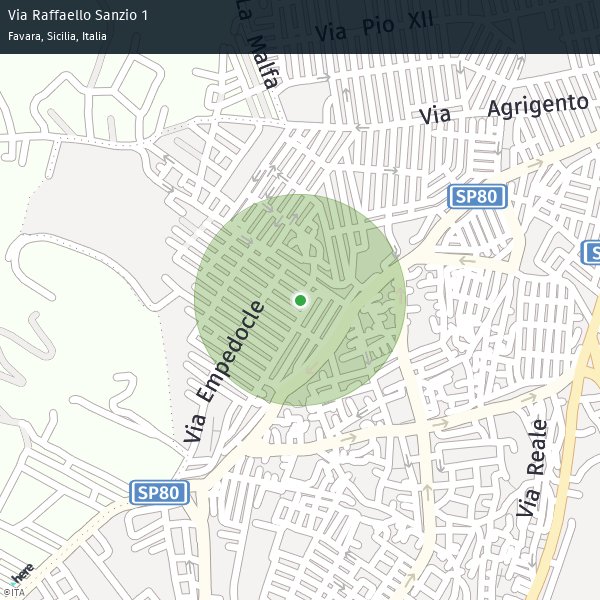 Via Raffaello Sanzio 1
Favara, Sicilia, Italia
La Malfa
Via Pio XII
Via Agrigento
SP80
S
Via Empedocle
SP80
Via Reale
here
©ITA